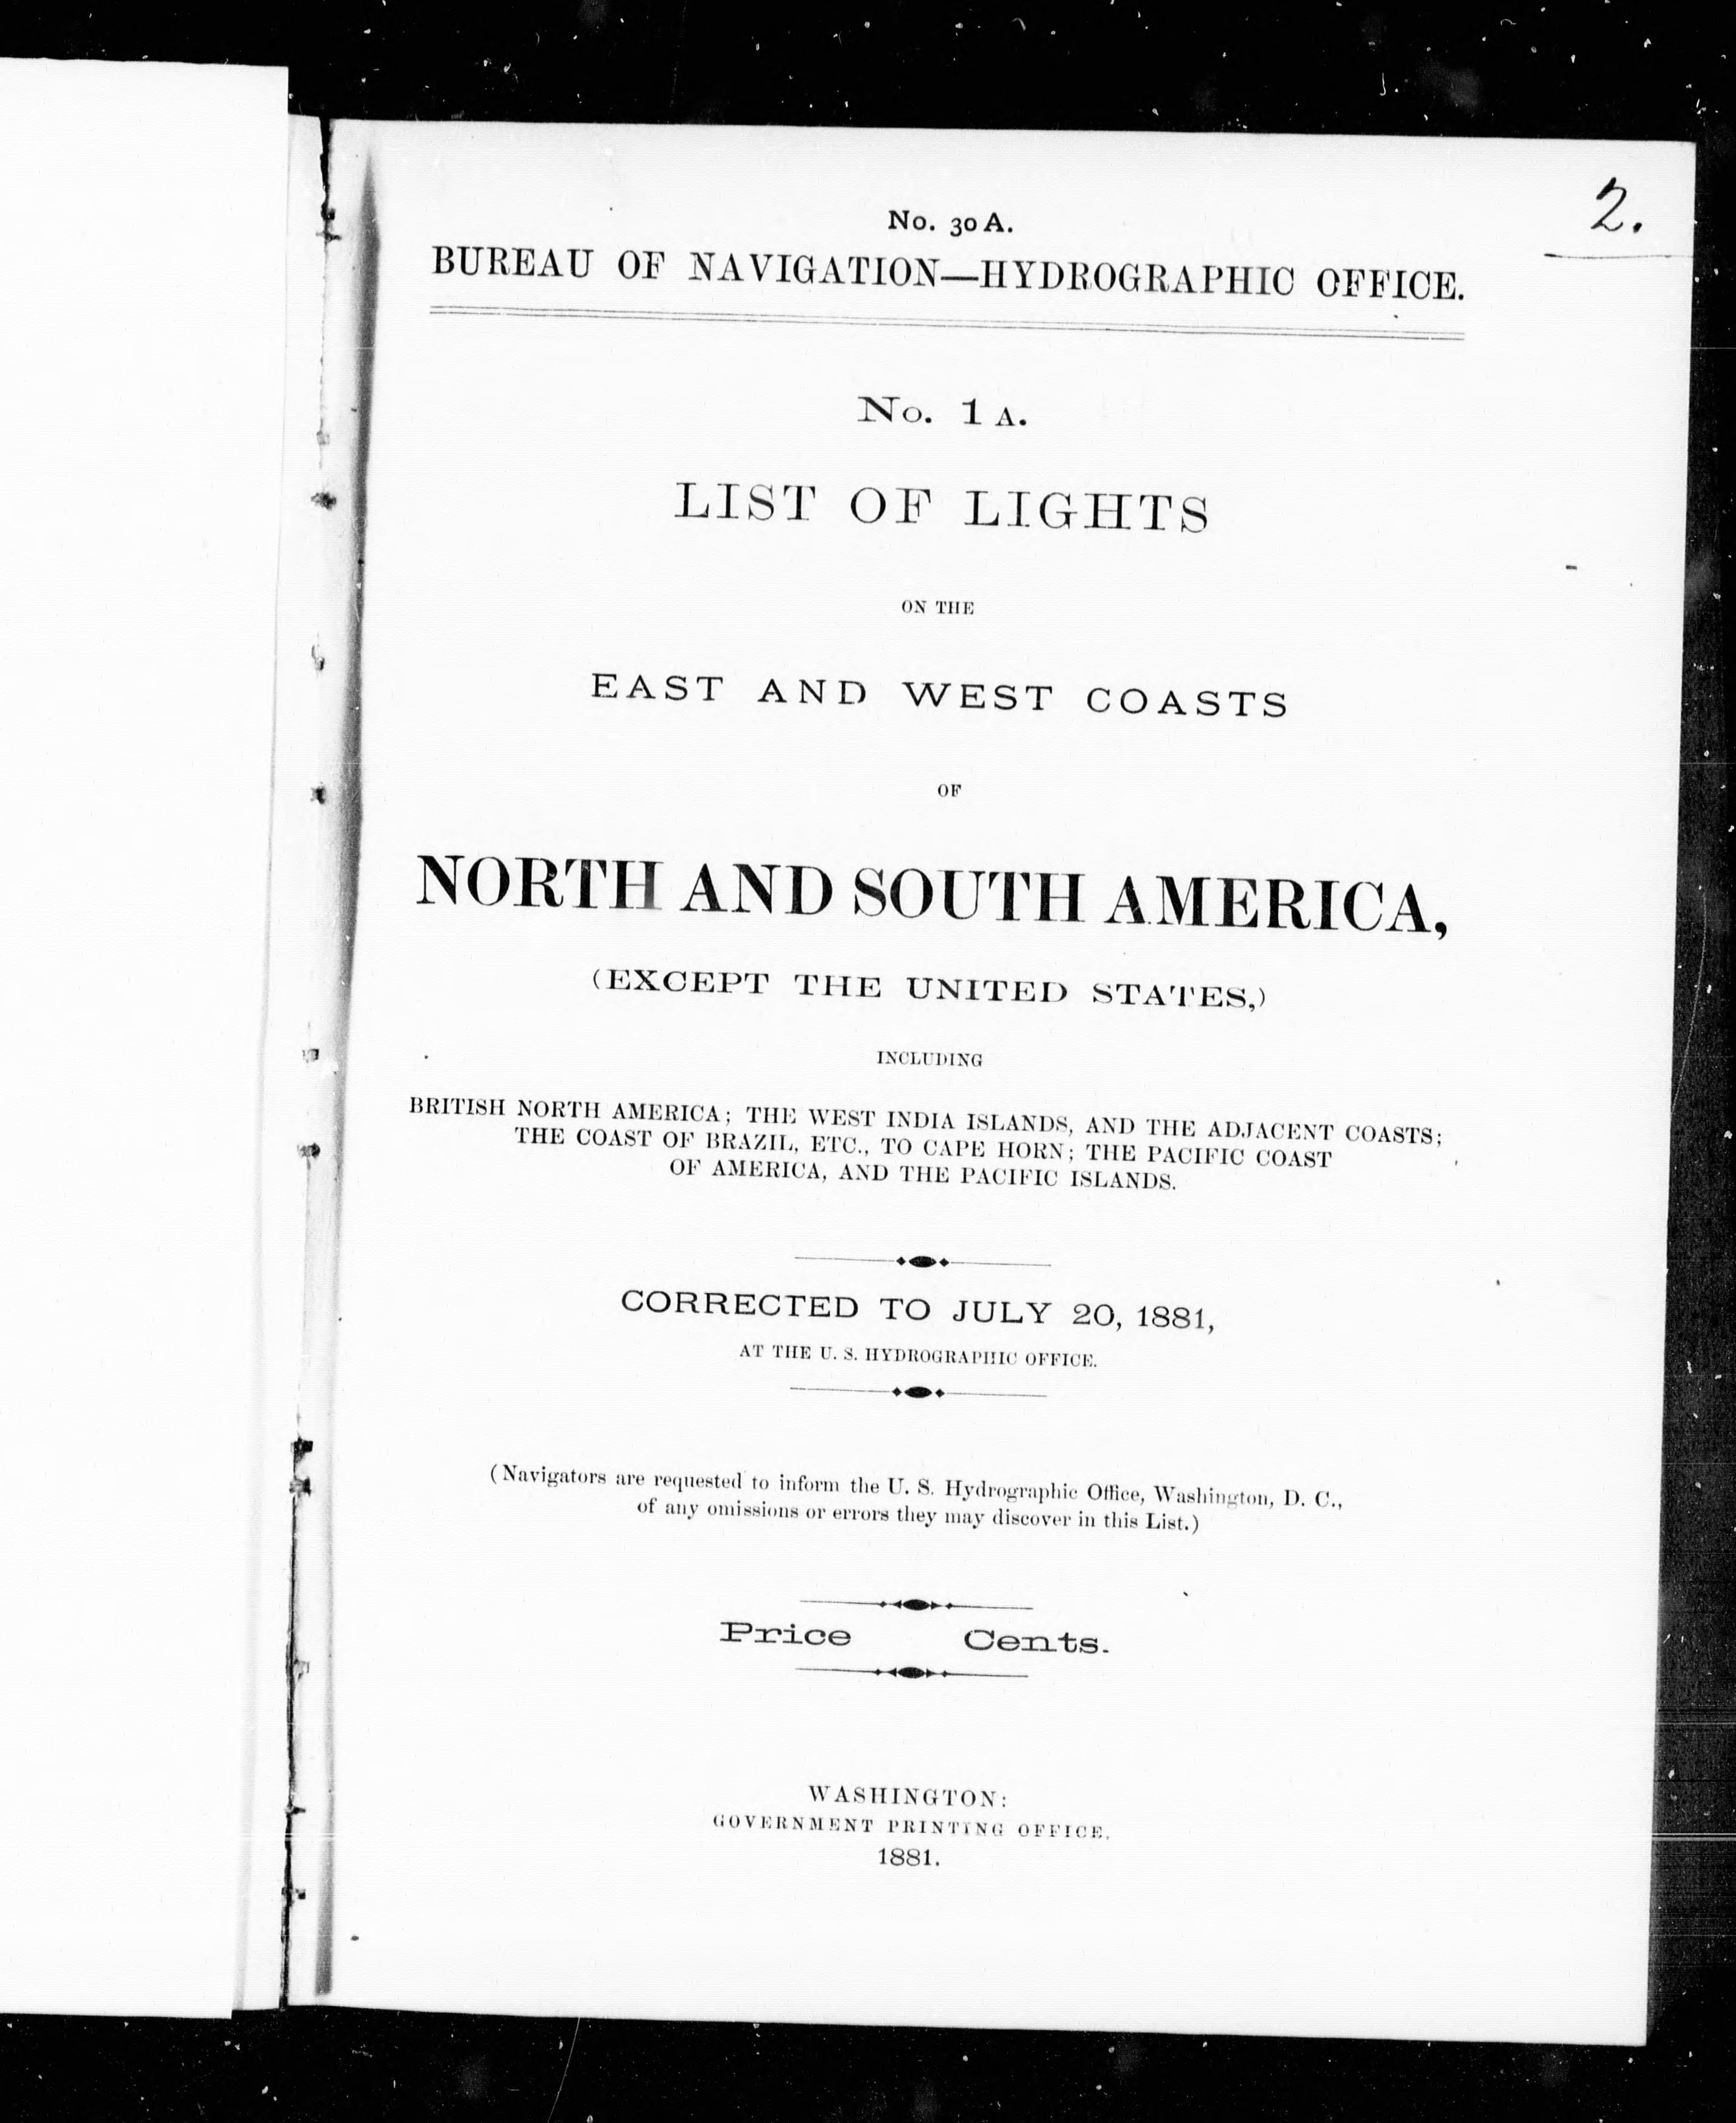 2.
No. 30 A.
BUREAU OF NAVIGATION—HYDROGRAPHIC OFFICE.
No. 1 A.
LIST OF LIGHTS
ON THE
EAST AND WEST COASTS
OF
NORTH AND SOUTH AMERICA,
(EXCEPT THE UNITED STATES,)
INCLUDING
BRITISH NORTH AMERICA; THE WEST INDIA ISLANDS, AND THE ADJACENT COASTS;
THE COAST OF BRAZIL, ETC., TO CAPE HORN; THE PACIFIC COAST
OF AMERICA, AND THE PACIFIC ISLANDS.
CORRECTED TO JULY 20, 1881,
AT THE U. S. HYDROGRAPHIC OFFICE.
(Navigators are requested to inform the U. S. Hydrographic Office, Washington, D. C.,
of any omissions or errors they may discover in this List.)
Price Cents.
WASHINGTON:
GOVERNMENT PRINTING OFFICE.
1881.